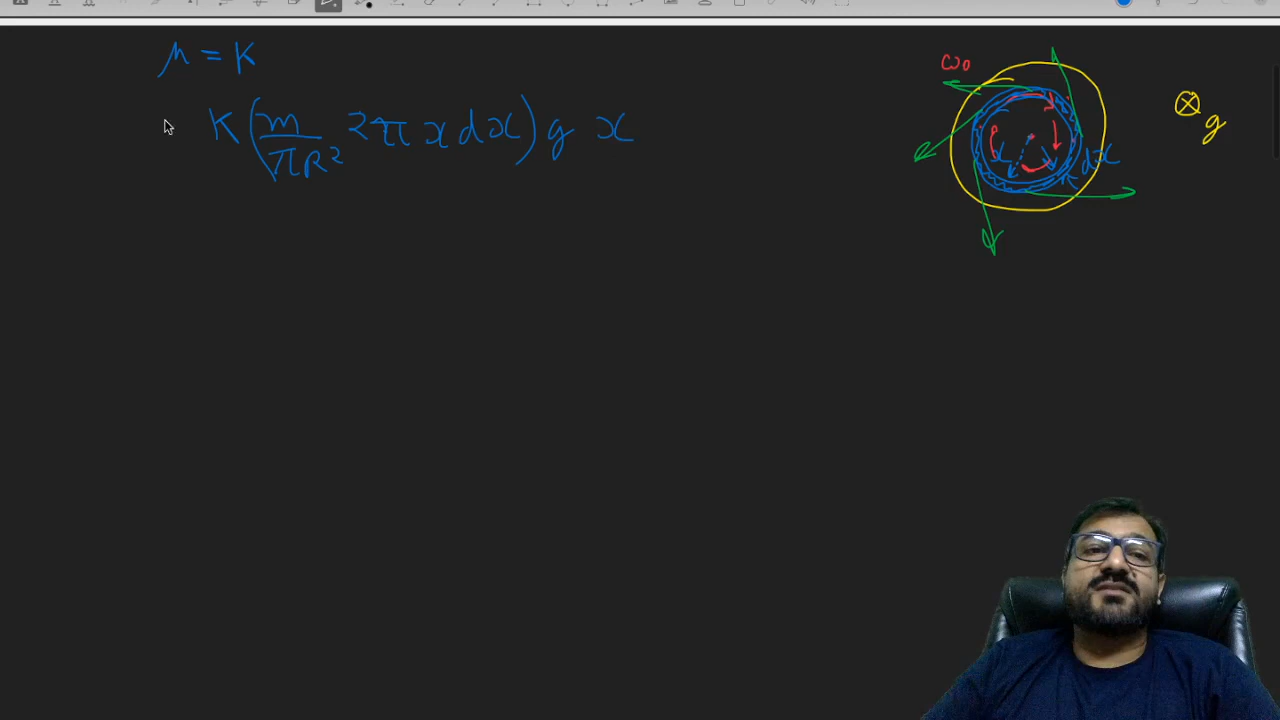 μ = K
K(m/πR² 2π x dx) g x
ω₀
x
dx
g